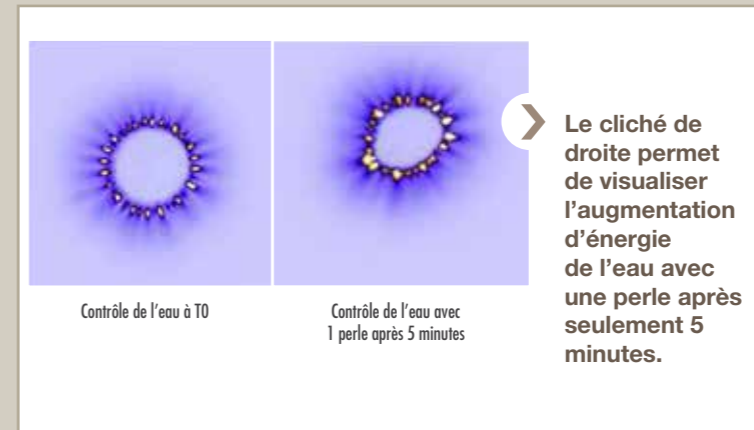 Contrôle de l'eau à T0
Contrôle de l'eau avec
1 perle après 5 minutes
Le cliché de
droite permet
de visualiser
l'augmentation
d'énergie
de l'eau avec
une perle après
seulement 5
minutes.